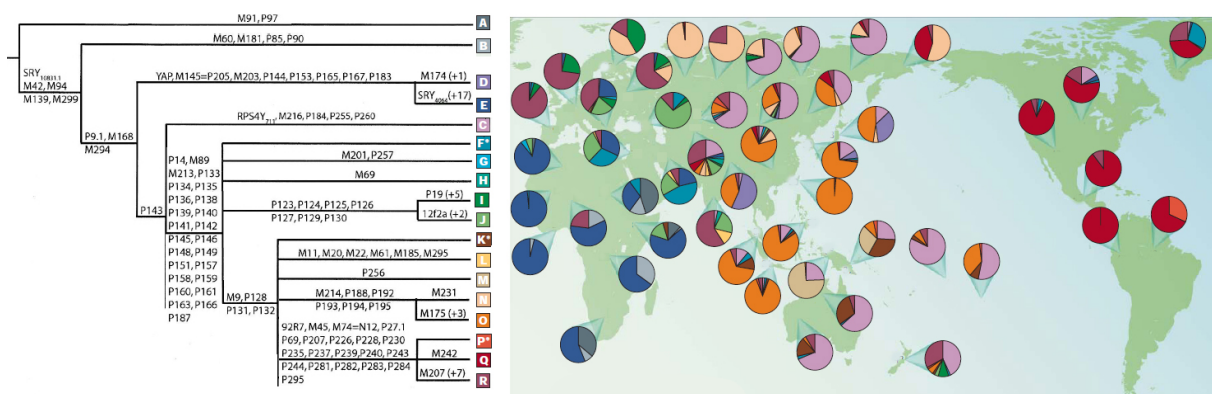 M91, P97
A
M60, M181, P85, P90
B
SRY10831.1
M42, M94
M139, M299
YAP, M145=P205, M203, P144, P153, P165, P167, P183
M174 (+1)
D
SRY4064 (+17)
E
RPS4Y711, M216, P184, P255, P260
C
P9.1, M168
M294
F*
P14, M89
M213, P133
P134, P135
P136, P138
P139, P140
P141, P142
P145, P146
P148, P149
P151, P157
P158, P159
P160, P161
P163, P166
P187
P143
M201, P257
G
M69
H
P123, P124, P125, P126
P127, P129, P130
P19 (+5)
I
12f2a (+2)
J
K*
M11, M20, M22, M61, M185, M295
L
P256
M
M9, P128
P131, P132
M214, P188, P192
P193, P194, P195
M231
N
M175 (+3)
O
92R7, M45, M74=N12, P27.1
P69, P207, P226, P228, P230
P235, P237, P239, P240, P243
P244, P281, P282, P283, P284
P295
P*
M242
Q
M207 (+7)
R